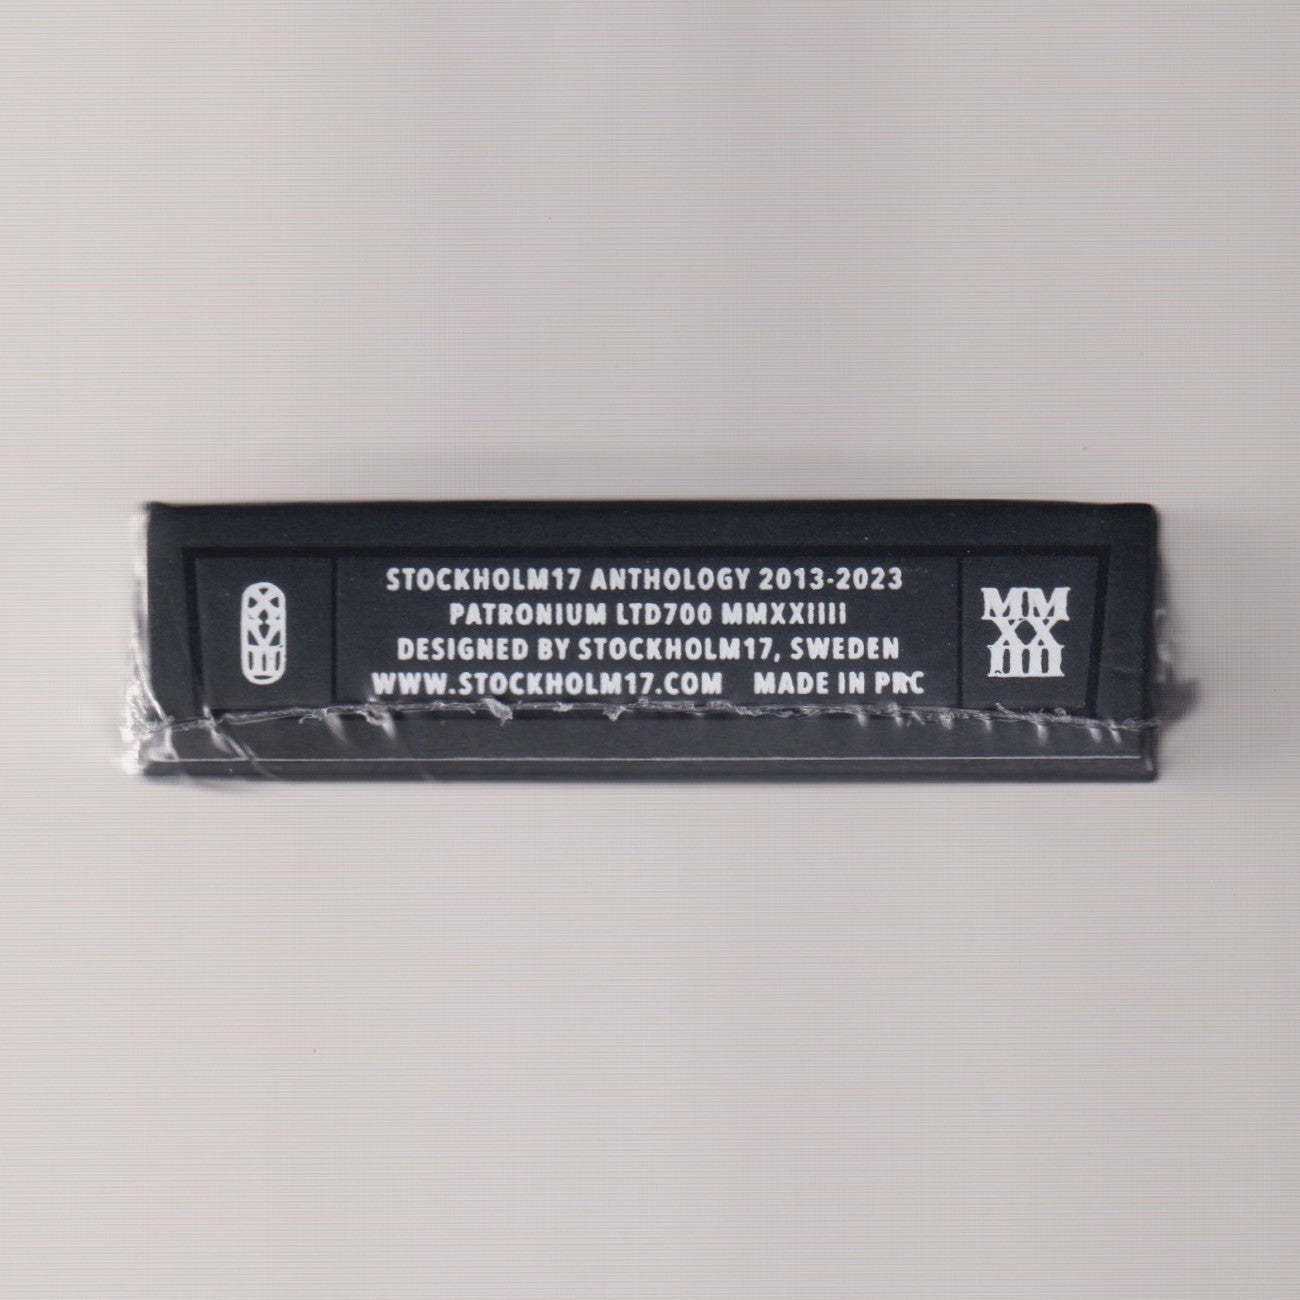 STOCKHOLM17 ANTHOLOGY 2013-2023
PATRONIUM LTD700 MMXXIIII
DESIGNED BY STOCKHOLM17, SWEDEN
WWW.STOCKHOLM17.COM MADE IN PRC
MM
XX
IIII